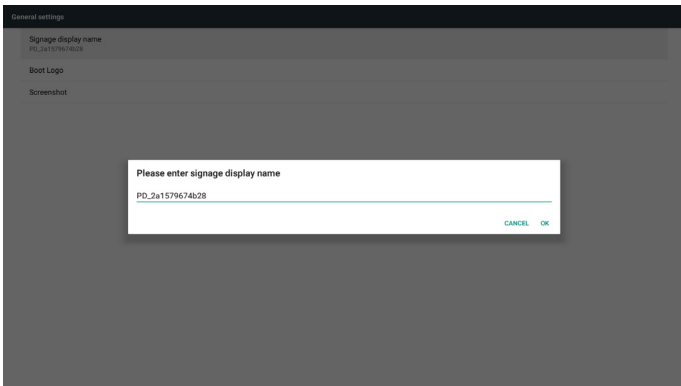 General settings
Signage display name
PD_2a1579674b28
Boot Logo
Screenshot
Please enter signage display name
PD_2a1579674b28
CANCEL OK